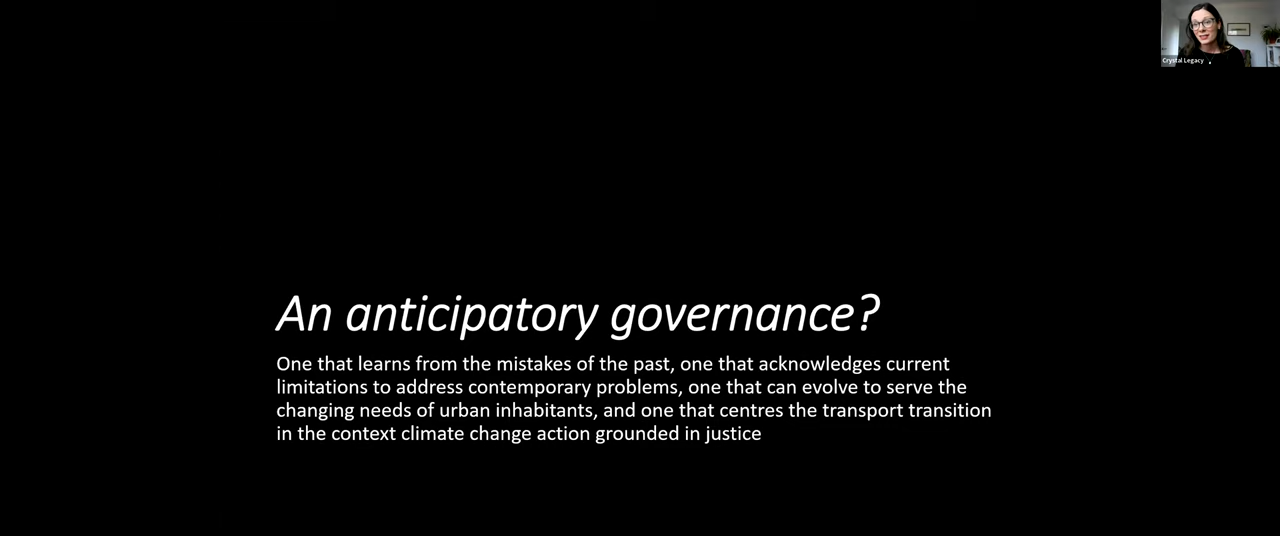 Crystal Legacy
An anticipatory governance?
One that learns from the mistakes of the past, one that acknowledges current
limitations to address contemporary problems, one that can evolve to serve the
changing needs of urban inhabitants, and one that centres the transport transition
in the context climate change action grounded in justice